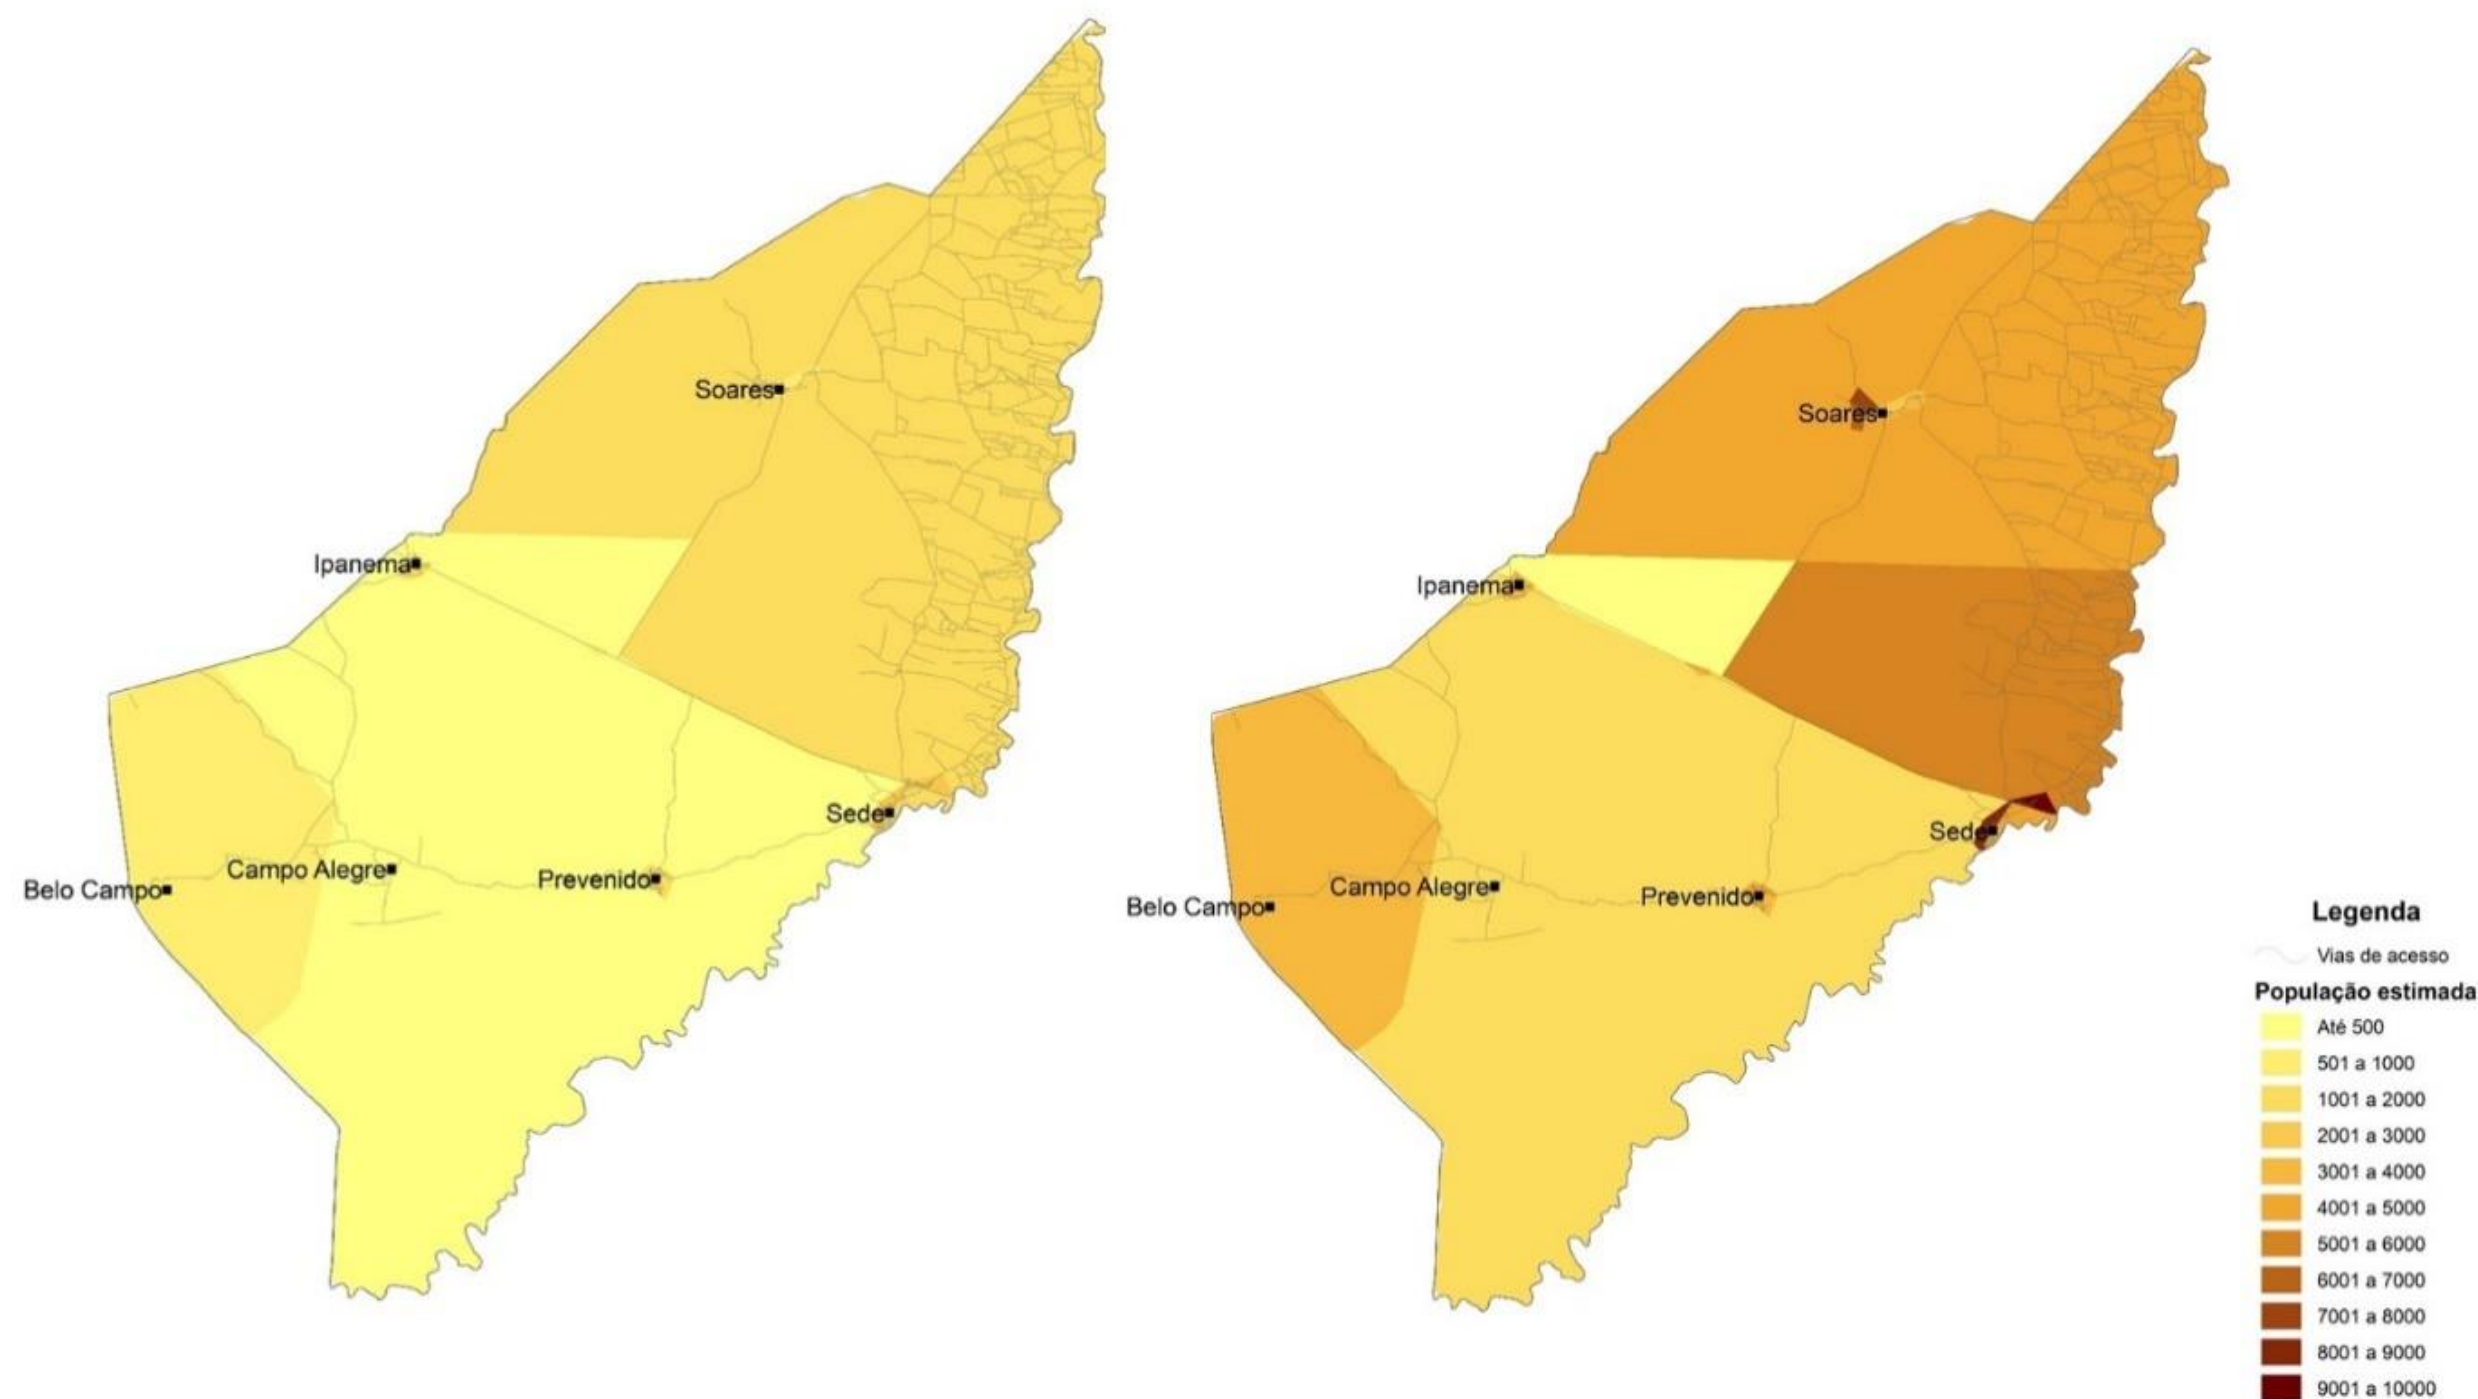 Soares
Ipanema
Sede
Campo Alegre
Prevenido
Belo Campo
Soares
Ipanema
Sede
Campo Alegre
Prevenido
Belo Campo
Legenda
Vias de acesso
População estimada
Até 500
501 a 1000
1001 a 2000
2001 a 3000
3001 a 4000
4001 a 5000
5001 a 6000
6001 a 7000
7001 a 8000
8001 a 9000
9001 a 10000